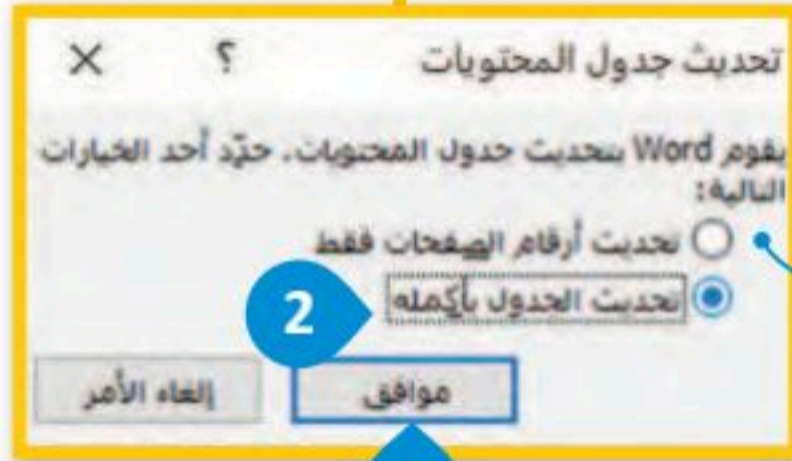 تحديث جدول المحتويات ؟ ×
يقوم Word بتحديث جدول المحتويات. حدّد أحد الخيارات
التالية:
تحديث أرقام الصفحات فقط
تحديث الجدول بأكمله
2
موافق
إلغاء الأمر